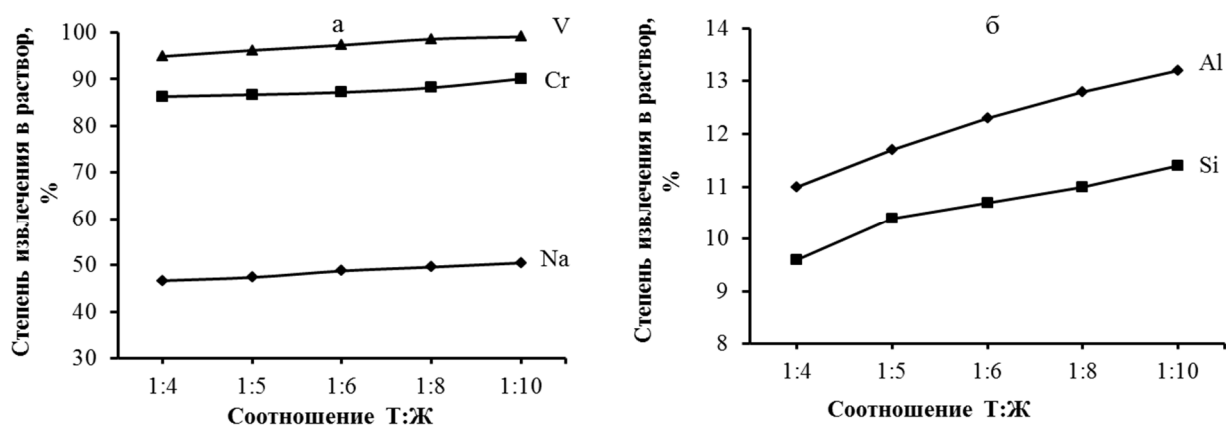 а
Степень извлечения в раствор,
%
100
90
80
70
60
50
40
30
V
Cr
Na
1:4 1:5 1:6 1:8 1:10
Соотношение Т:Ж
б
Степень извлечения в раствор,
%
14
13
12
11
10
9
8
Al
Si
1:4 1:5 1:6 1:8 1:10
Соотношение Т:Ж